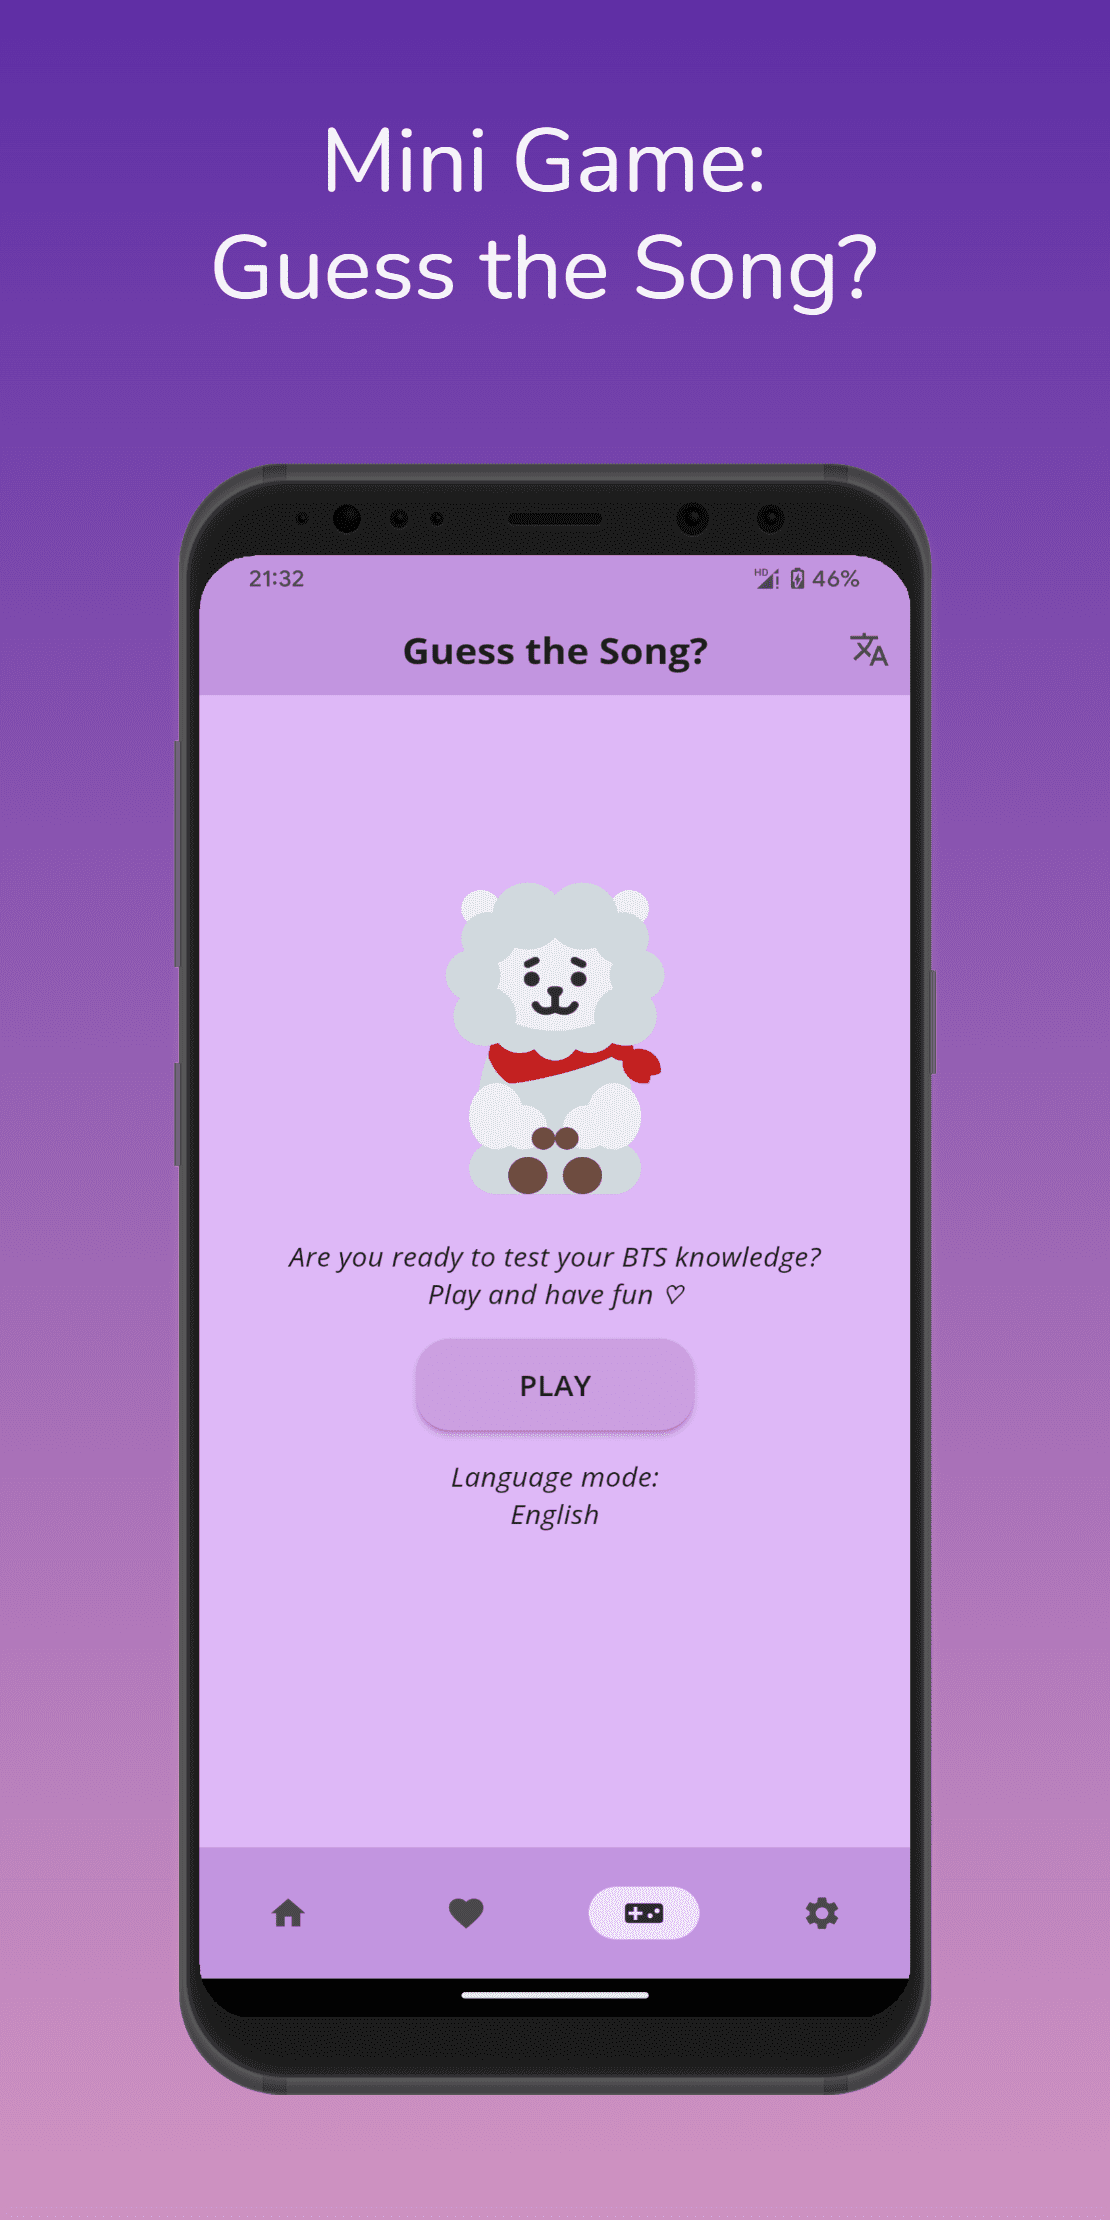 Mini Game:
Guess the Song?
21:32
HD 46%
Guess the Song?
Are you ready to test your BTS knowledge?
Play and have fun ♡
PLAY
Language mode:
English